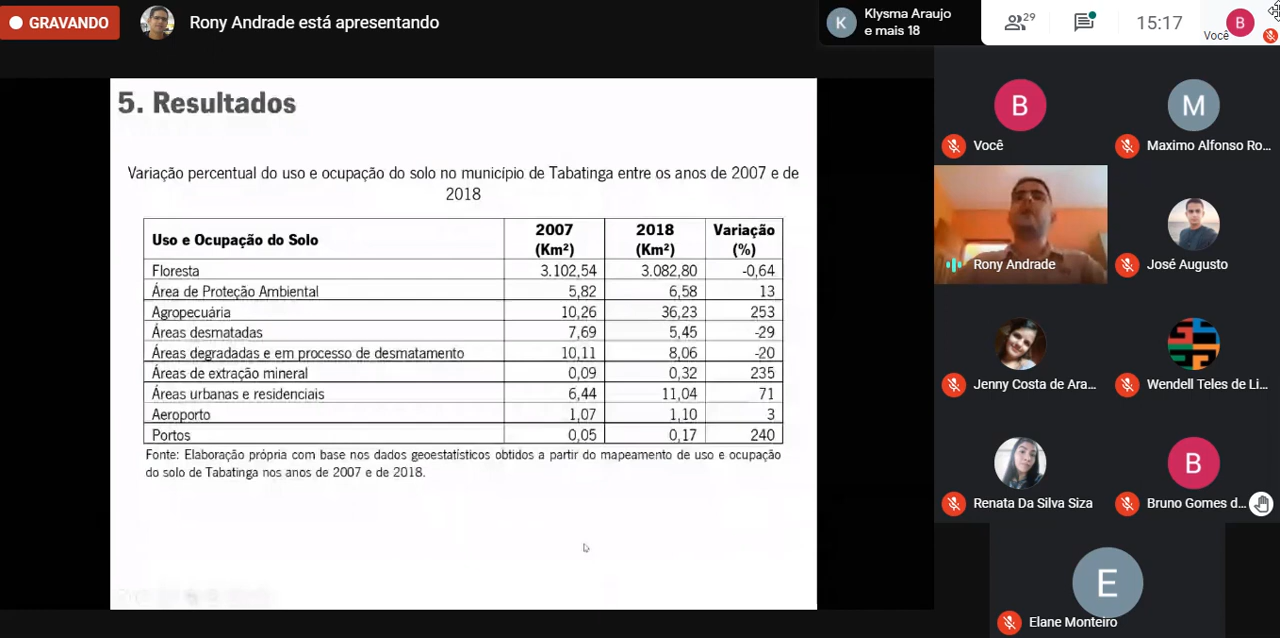 GRAVANDO
Rony Andrade está apresentando
K
Klysma Araujo
e mais 18
29
15:17
B
Você
5. Resultados
Variação percentual do uso e ocupação do solo no município de Tabatinga entre os anos de 2007 e de
2018
Uso e Ocupação do Solo 2007 (Km²) 2018 (Km²) Variação (%)
Floresta 3.102,54 3.082,80 -0,64
Área de Proteção Ambiental 5,82 6,58 13
Agropecuária 10,26 36,23 253
Áreas desmatadas 7,69 5,45 -29
Áreas degradadas e em processo de desmatamento 10,11 8,06 -20
Áreas de extração mineral 0,09 0,32 235
Áreas urbanas e residenciais 6,44 11,04 71
Aeroporto 1,07 1,10 3
Portos 0,05 0,17 240
Fonte: Elaboração própria com base nos dados geoestatísticos obtidos a partir do mapeamento de uso e ocupação
do solo de Tabatinga nos anos de 2007 e de 2018.
B
Você
M
Maximo Alfonso Ro...
Rony Andrade
José Augusto
Jenny Costa de Ara...
Wendell Teles de Li...
Renata Da Silva Siza
B
Bruno Gomes d...
E
Elane Monteiro